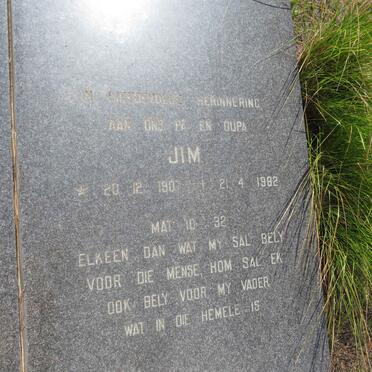 IN LIEFDEVOLLE HERINNERING
AAN ONS PA EN OUPA
JIM
* 20.12.1907 † 21.4.1982
MAT 10 32
ELKEEN DAN WAT MY SAL BELY
VOOR DIE MENSE, HOM SAL EK
OOK BELY VOOR MY VADER
WAT IN DIE HEMELE IS